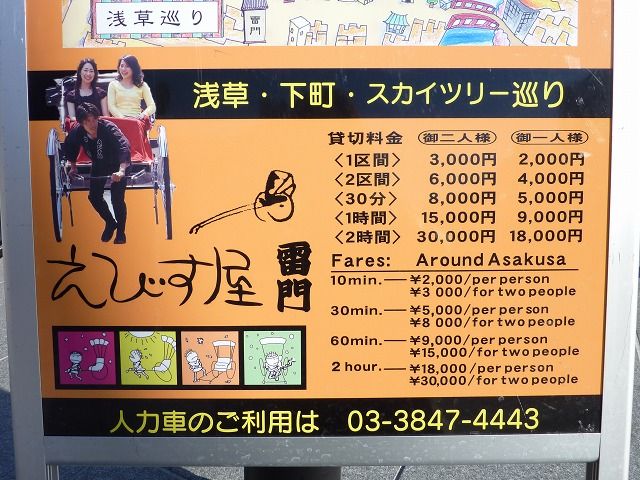 浅草巡り
雷門
浅草・下町・スカイツリー巡り
貸切料金 御二人様 御一人様
〈1区間〉 3,000円 2,000円
〈2区間〉 6,000円 4,000円
〈30分〉 8,000円 5,000円
〈1時間〉 15,000円 9,000円
〈2時間〉 30,000円 18,000円
Fares: Around Asakusa
10min.—¥2,000/per person
¥3 000/for two people
30min.—¥5,000/per person
¥8 000/for two people
60min.—¥9,000/per person
¥15,000/for two people
2 hour.—¥18,000/per person
¥30,000/for two people
えびす屋 雷門
人力車のご利用は 03-3847-4443